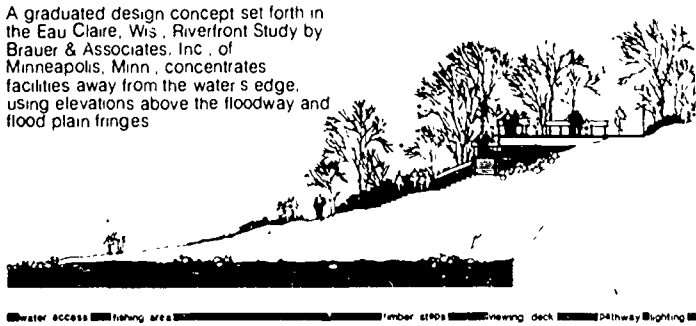 A graduated design concept set forth in
the Eau Claire, Wis., Riverfront Study by
Brauer & Associates, Inc., of
Minneapolis, Minn., concentrates
facilities away from the water s edge,
using elevations above the floodway and
flood plain fringes
water access fishing area timber steps viewing deck pathway lighting